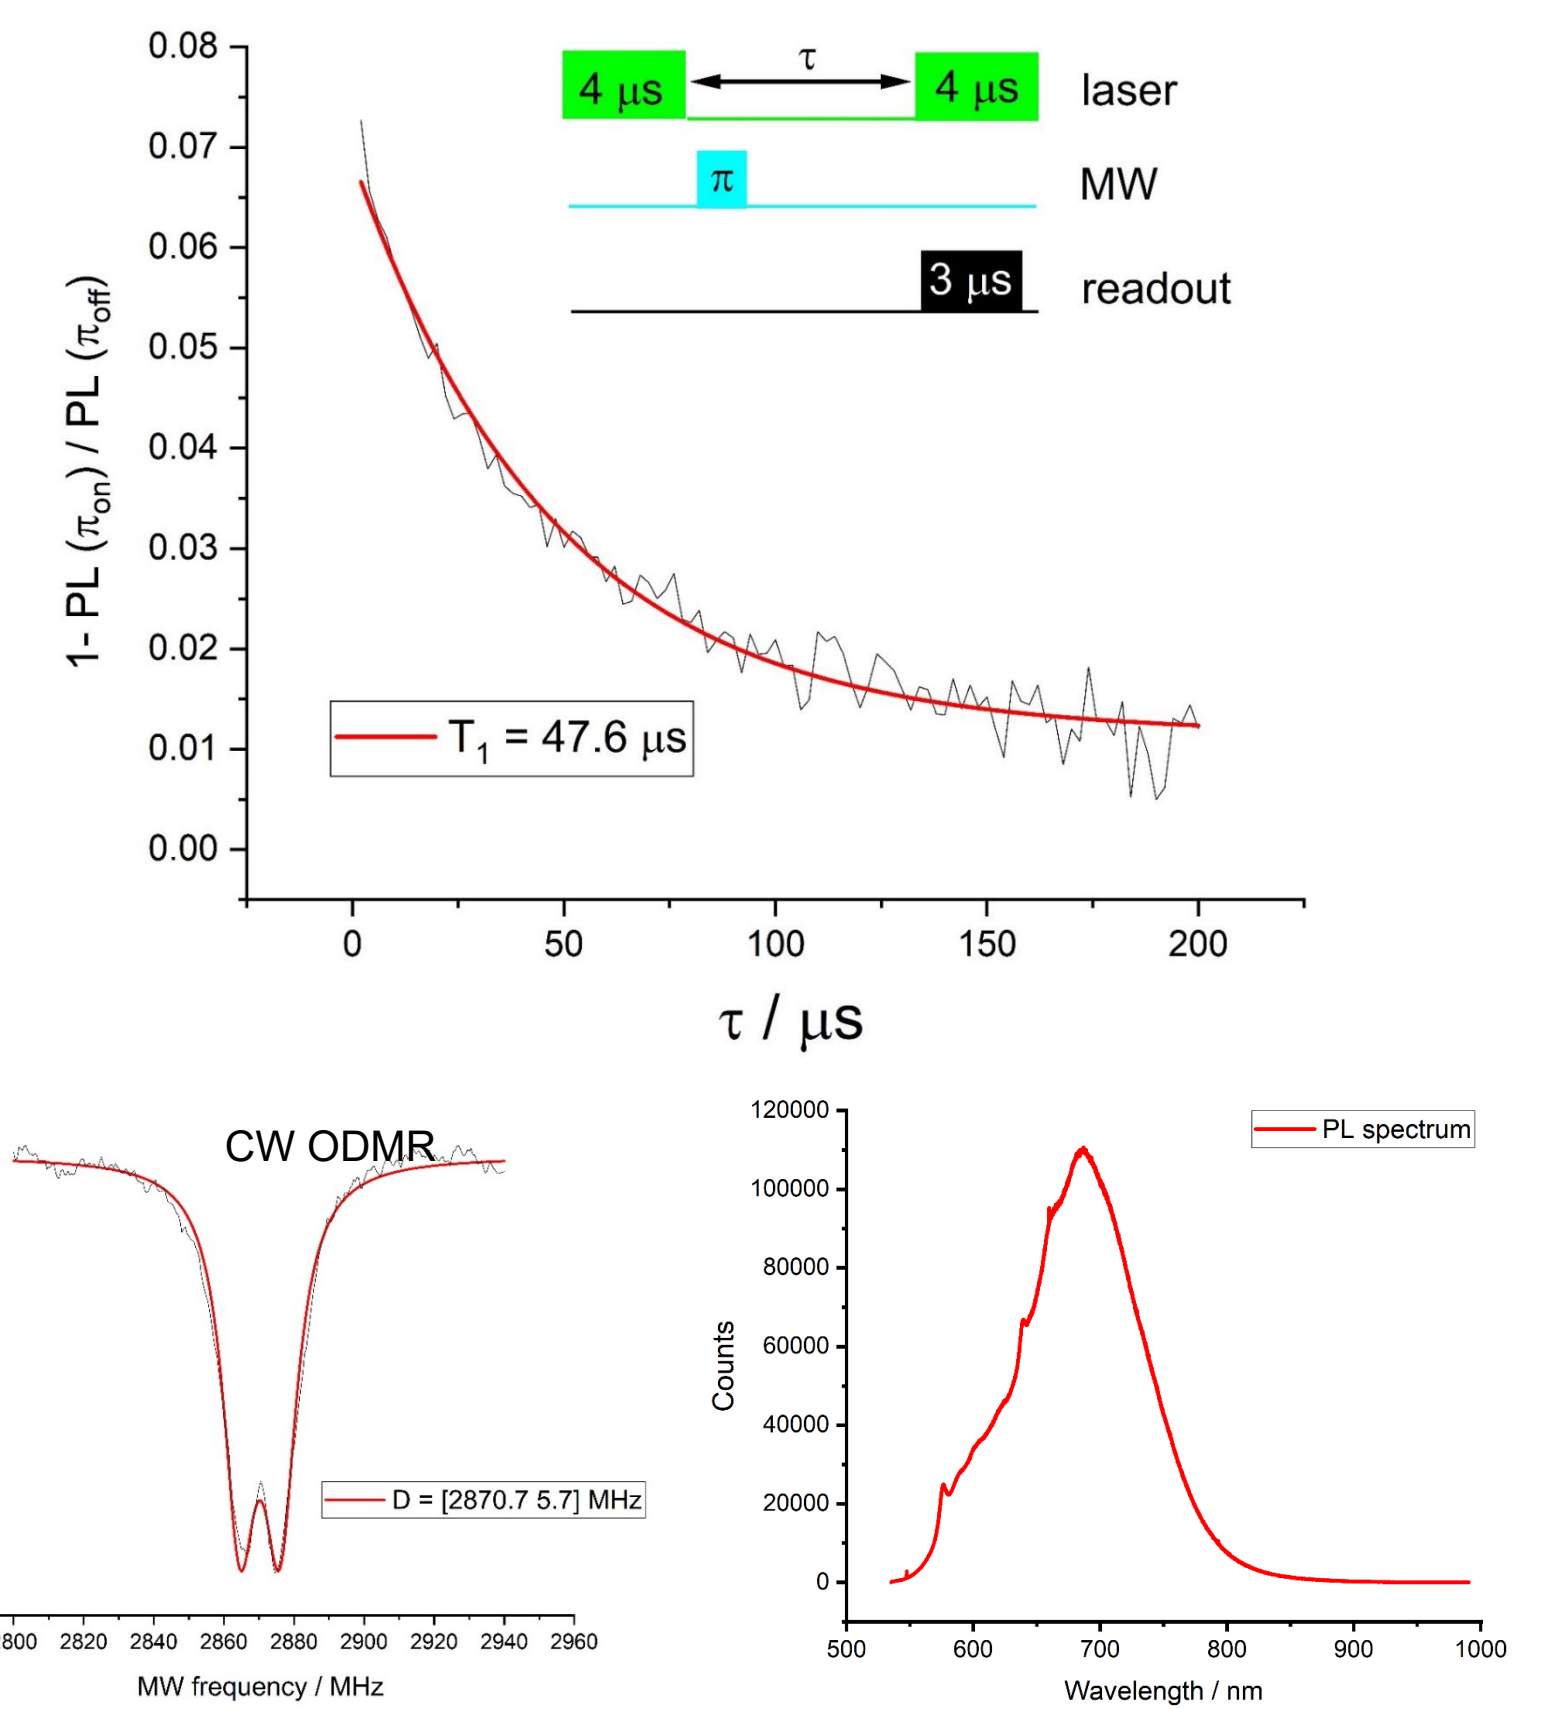 0.08
0.07
0.06
0.05
0.04
0.03
0.02
0.01
0.00
1- PL (πon) / PL (πoff)
4 μs
τ
4 μs
laser
π
MW
3 μs
readout
T1 = 47.6 μs
0 50 100 150 200
τ / μs
CW ODMR
D = [2870.7 5.7] MHz
800 2820 2840 2860 2880 2900 2920 2940 2960
MW frequency / MHz
120000
100000
80000
60000
40000
20000
0
Counts
PL spectrum
500 600 700 800 900 1000
Wavelength / nm